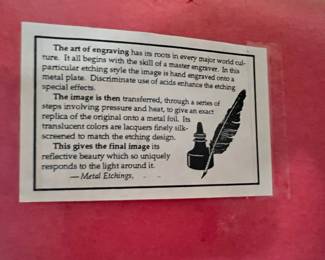 The art of engraving has its roots in every major world cul-
ture. It all begins with the skill of a master engraver. In this
particular etching style the image is hand engraved onto a
metal plate. Discriminate use of acids enhance the etching
special effects.
The image is then transferred, through a series of
steps involving pressure and heat, to give an exact
replica of the original onto a metal foil. Its
translucent colors are lacquers finely silk-
screened to match the etching design.
This gives the final image its
reflective beauty which so uniquely
responds to the light around it.
— Metal Etchings,